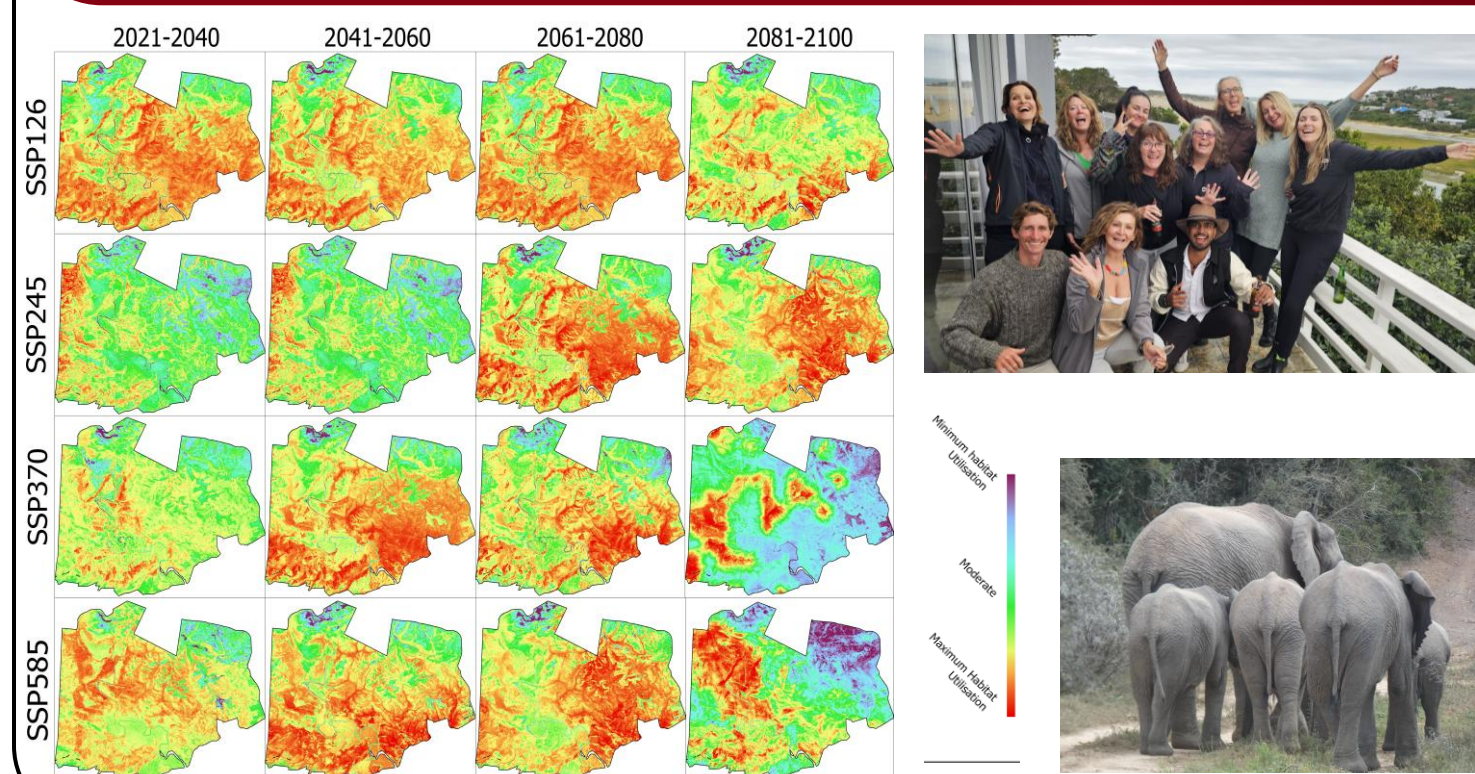 2021-2040 2041-2060 2061-2080 2081-2100
SSP126
SSP245
SSP370
SSP585
Minimum habitat
Utilisation
Moderate
Maximum Habitat
Utilisation